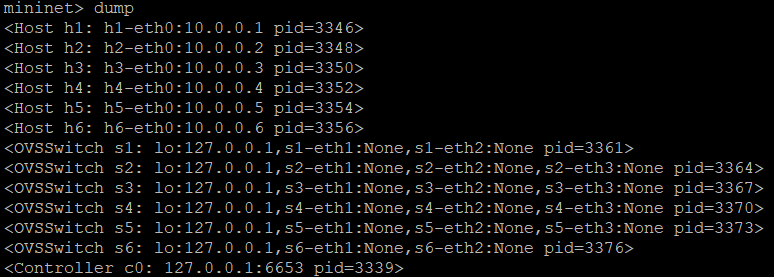 mininet> dump
<Host h1: h1-eth0:10.0.0.1 pid=3346>
<Host h2: h2-eth0:10.0.0.2 pid=3348>
<Host h3: h3-eth0:10.0.0.3 pid=3350>
<Host h4: h4-eth0:10.0.0.4 pid=3352>
<Host h5: h5-eth0:10.0.0.5 pid=3354>
<Host h6: h6-eth0:10.0.0.6 pid=3356>
<OVSSwitch s1: lo:127.0.0.1,s1-eth1:None,s1-eth2:None pid=3361>
<OVSSwitch s2: lo:127.0.0.1,s2-eth1:None,s2-eth2:None,s2-eth3:None pid=3364>
<OVSSwitch s3: lo:127.0.0.1,s3-eth1:None,s3-eth2:None,s3-eth3:None pid=3367>
<OVSSwitch s4: lo:127.0.0.1,s4-eth1:None,s4-eth2:None,s4-eth3:None pid=3370>
<OVSSwitch s5: lo:127.0.0.1,s5-eth1:None,s5-eth2:None,s5-eth3:None pid=3373>
<OVSSwitch s6: lo:127.0.0.1,s6-eth1:None,s6-eth2:None pid=3376>
<Controller c0: 127.0.0.1:6653 pid=3339>